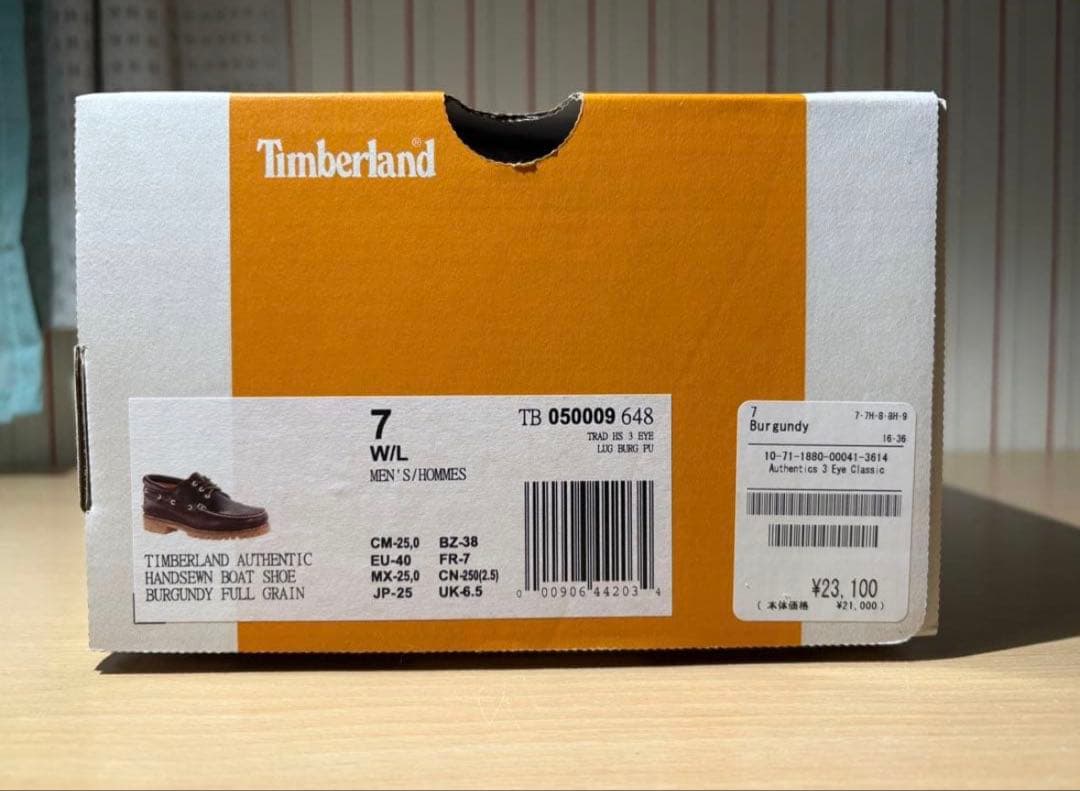 Timberland®
7
W/L
MEN'S/HOMMES
TB 050009 648
TRAD HS 3 EYE
LUG BURG PU
TIMBERLAND AUTHENTIC
HANDSEWN BOAT SHOE
BURGUNDY FULL GRAIN
CM-25,0 BZ-38
EU-40 FR-7
MX-25,0 CN-250(2.5)
JP-25 UK-6.5
0 00906 44203 4
7 7-7H-8-8H-9
Burgundy
16-36
10-71-1880-00041-3614
Authentics 3 Eye Classic
¥23,100
(本体価格 ¥21,000)